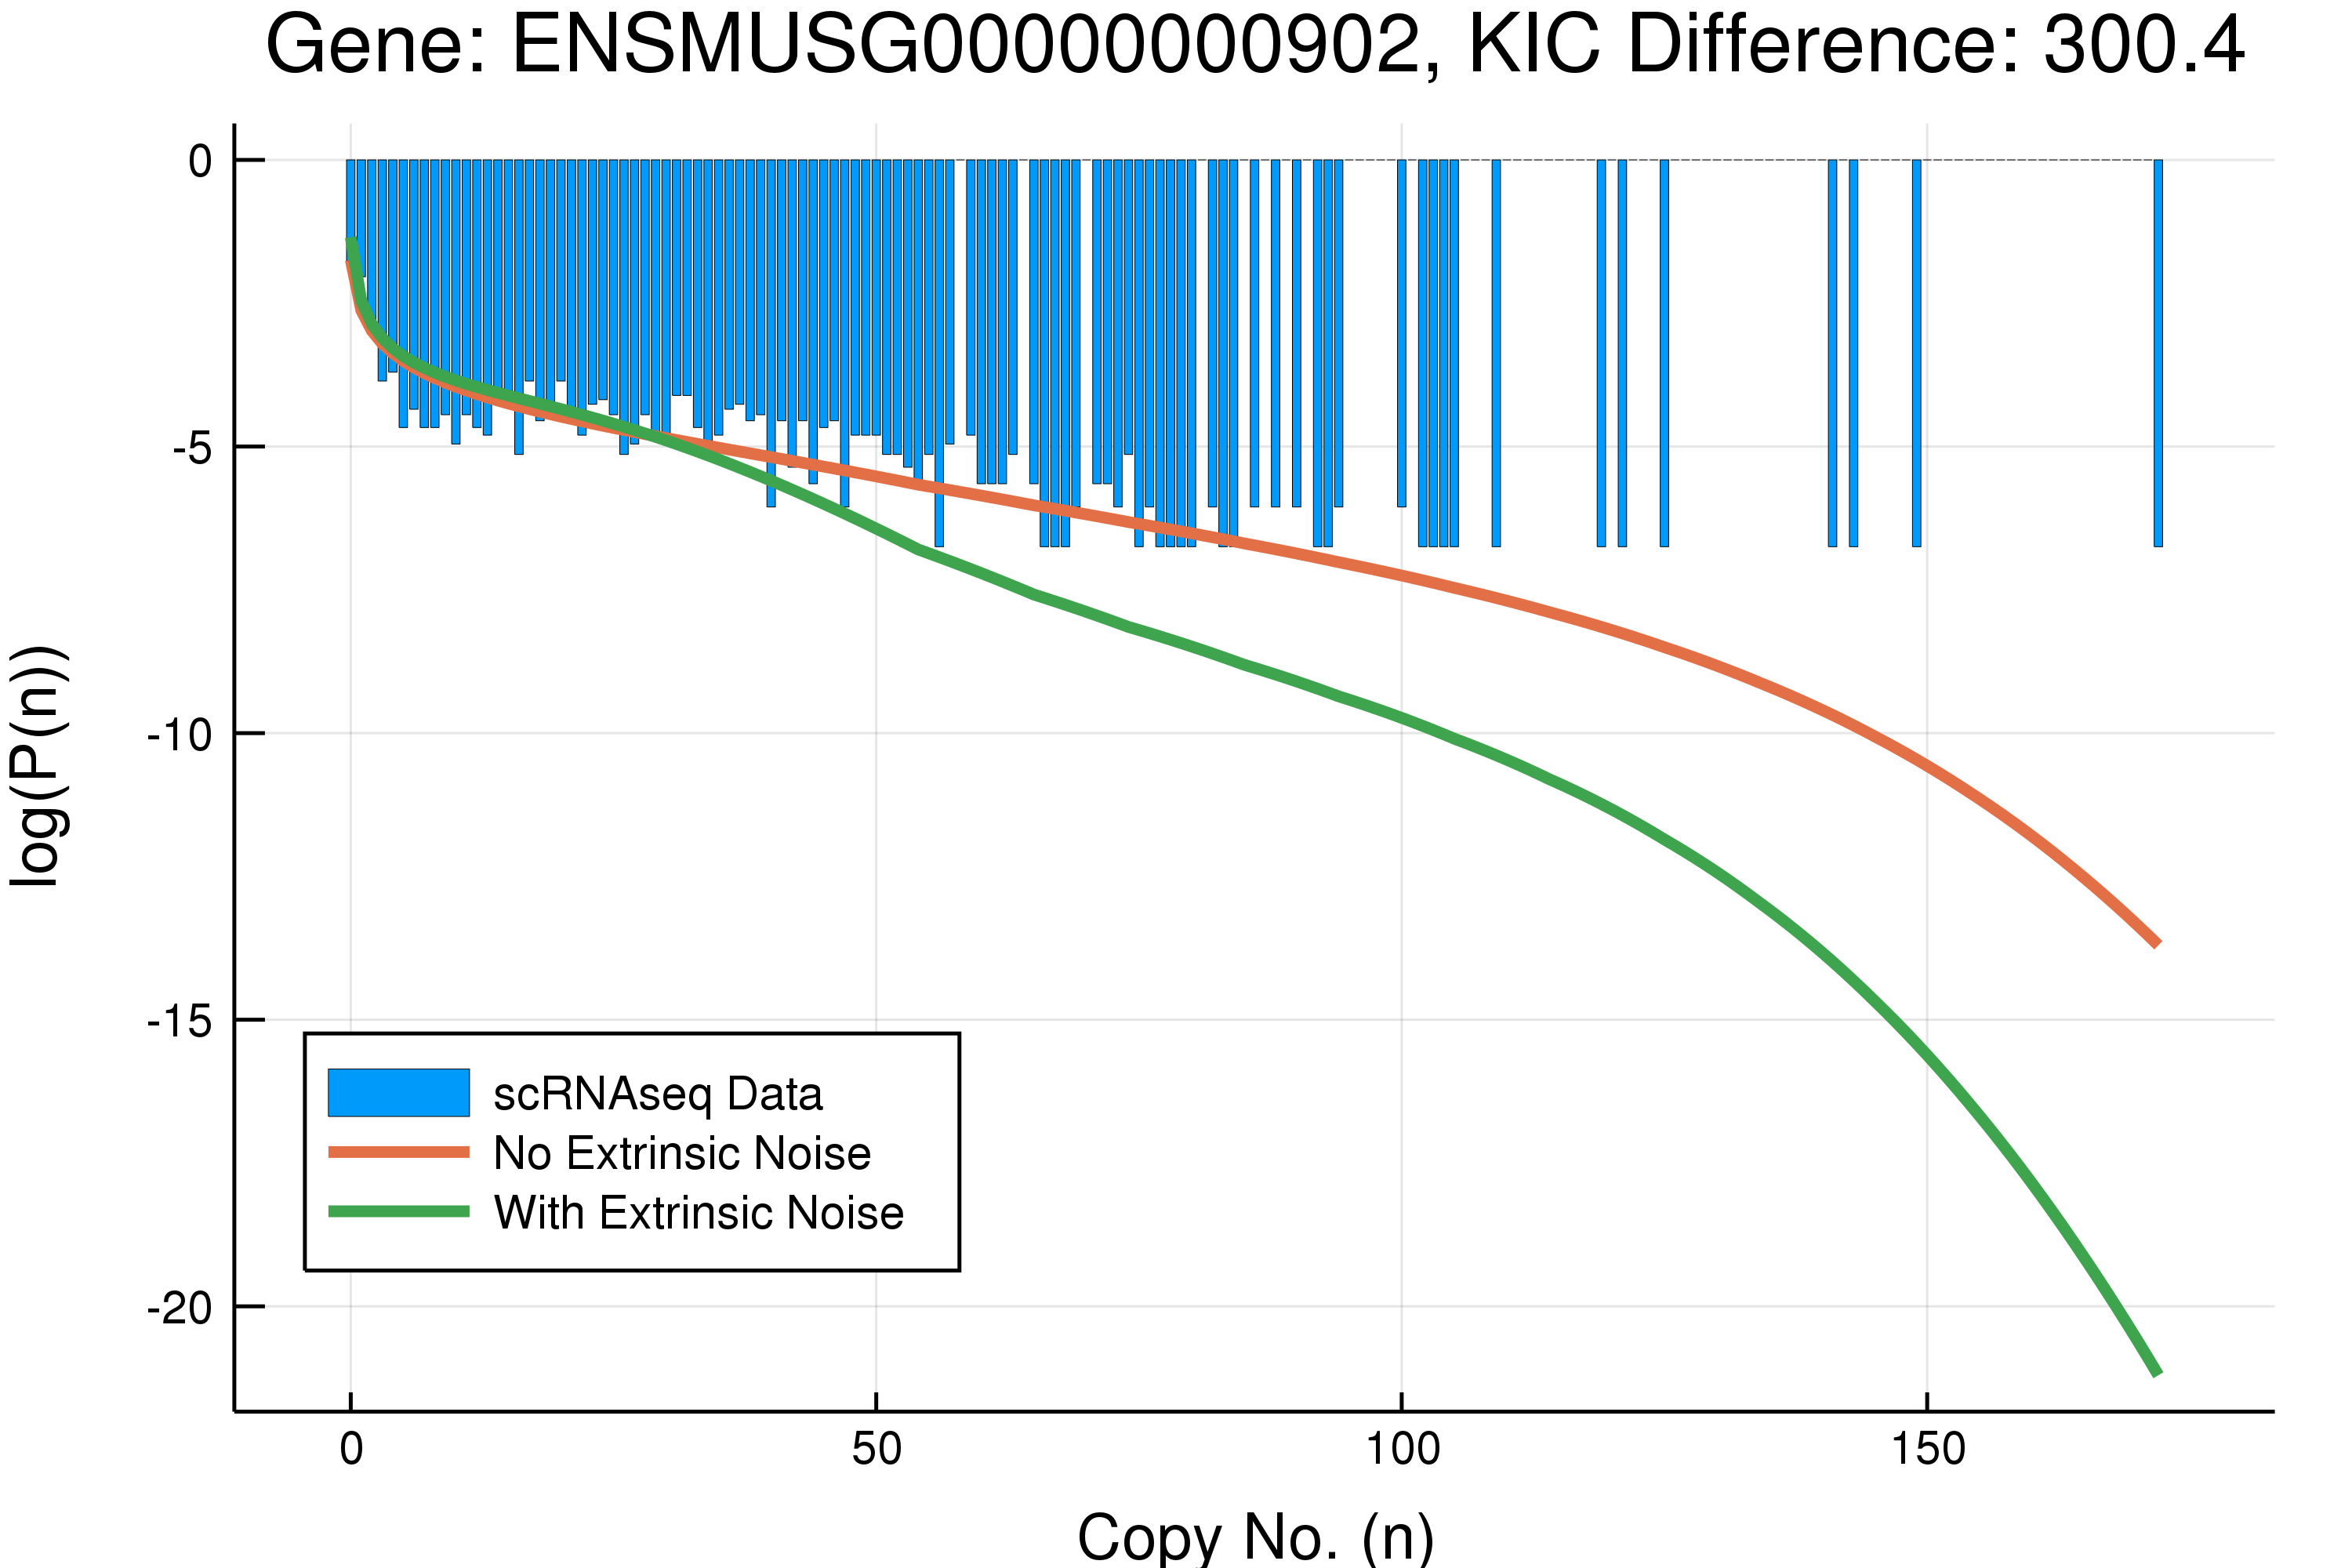 Gene: ENSMUSG00000000902, KIC Difference: 300.4
0
-5
-10
-15
-20
log(P(n))
scRNAseq Data
No Extrinsic Noise
With Extrinsic Noise
0 50 100 150
Copy No. (n)